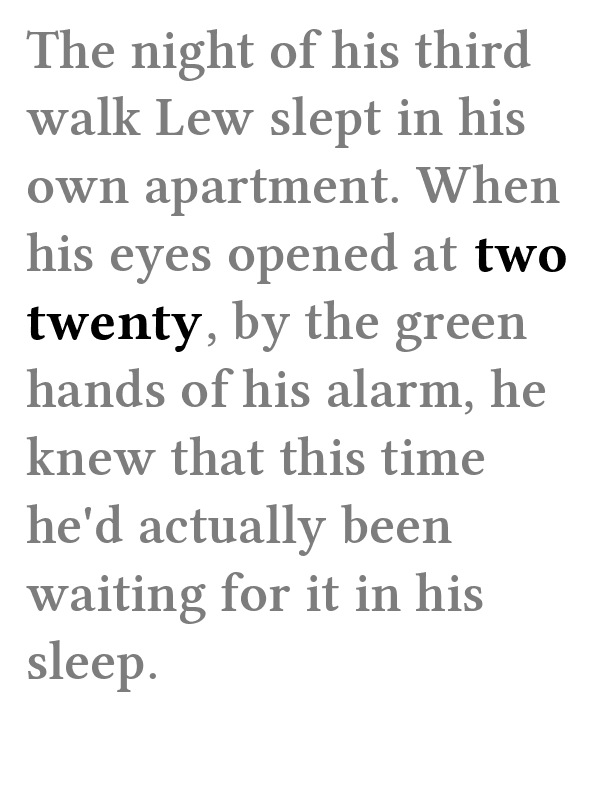 The night of his third
walk Lew slept in his
own apartment. When
his eyes opened at two
twenty, by the green
hands of his alarm, he
knew that this time
he'd actually been
waiting for it in his
sleep.